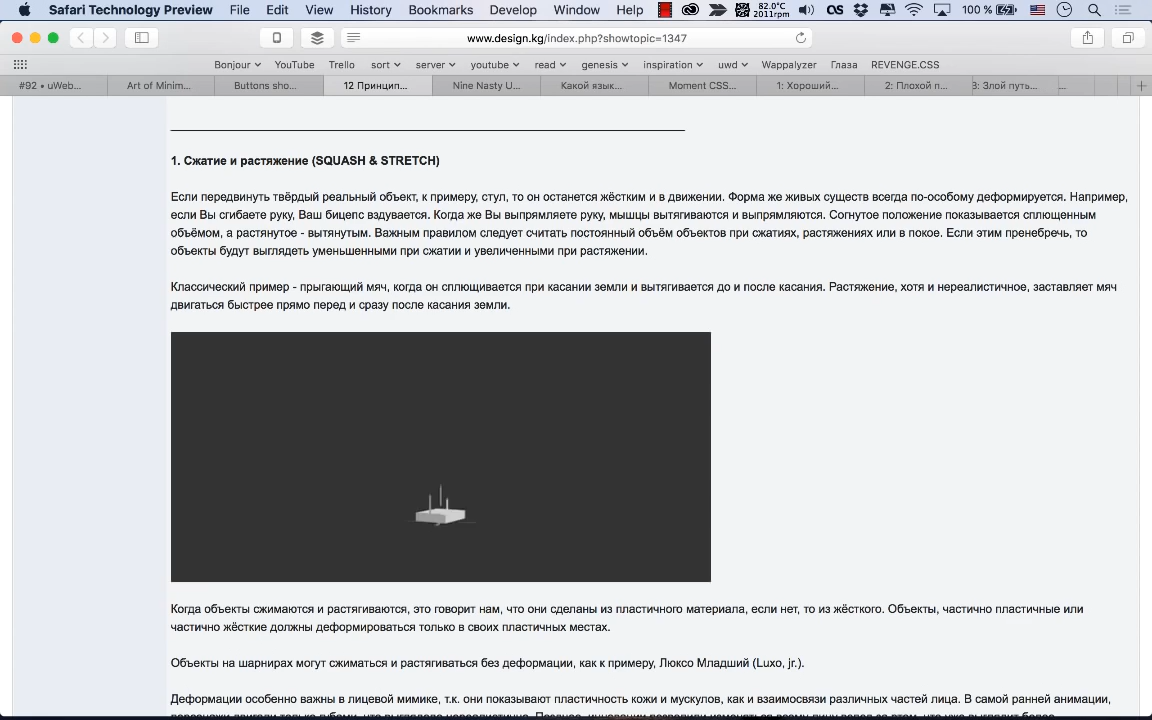 Safari Technology Preview File Edit View History Bookmarks Develop Window Help 82.0°C 2011rpm 100 %
www.design.kg/index.php?showtopic=1347
Bonjour YouTube Trello sort server youtube read genesis inspiration uwd Wappalyzer Глаза REVENGE.CSS
#92 • uWeb... Art of Minim... Buttons sho... 12 Принцип... Nine Nasty U... Какой язык... Moment CSS... 1: Хороший... 2: Плохой п... 3: Злой путь... ...
1. Сжатие и растяжение (SQUASH & STRETCH)
Если передвинуть твёрдый реальный объект, к примеру, стул, то он останется жёстким и в движении. Форма же живых существ всегда по-особому деформируется. Например,
если Вы сгибаете руку, Ваш бицепс вздувается. Когда же Вы выпрямляете руку, мышцы вытягиваются и выпрямляются. Согнутое положение показывается сплющенным
объёмом, а растянутое - вытянутым. Важным правилом следует считать постоянный объём объектов при сжатиях, растяжениях или в покое. Если этим пренебречь, то
объекты будут выглядеть уменьшенными при сжатии и увеличенными при растяжении.
Классический пример - прыгающий мяч, когда он сплющивается при касании земли и вытягивается до и после касания. Растяжение, хотя и нереалистичное, заставляет мяч
двигаться быстрее прямо перед и сразу после касания земли.
Когда объекты сжимаются и растягиваются, это говорит нам, что они сделаны из пластичного материала, если нет, то из жёсткого. Объекты, частично пластичные или
частично жёсткие должны деформироваться только в своих пластичных местах.
Объекты на шарнирах могут сжиматься и растягиваться без деформации, как к примеру, Люксо Младший (Luxo, jr.).
Деформации особенно важны в лицевой мимике, т.к. они показывают пластичность кожи и мускулов, как и взаимосвязи различных частей лица. В самой ранней анимации,